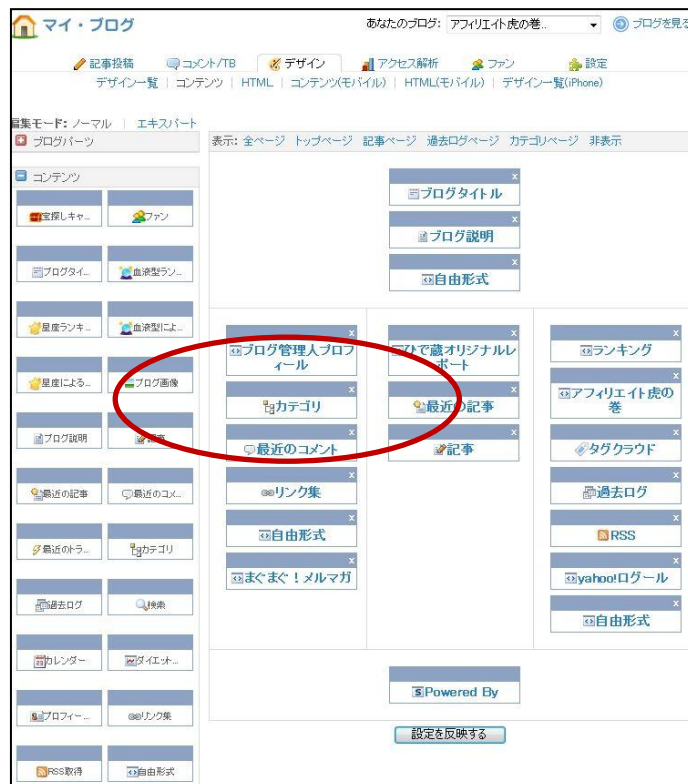 マイ・ブログ
あなたのブログ: アフィリエイト虎の巻.. ブログを見る
記事投稿 コメント/TB デザイン アクセス解析 ファン 設定
デザイン一覧 | コンテンツ | HTML | コンテンツ(モバイル) | HTML(モバイル) | デザイン一覧(iPhone)
編集モード: ノーマル | エキスパート
ブログパーツ
表示: 全ページ トップページ 記事ページ 過去ログページ カテゴリページ 非表示
コンテンツ
宝探しキャ... ファン
ブログタイ... 血液型ラン...
星座ランキ... 血液型によ...
星座による... ブログ画像
ブログ説明 記事
最近の記事 最近のコメ...
最近のトラ... カテゴリ
過去ログ 検索
カレンダー ダイエット...
プロフィー... リンク集
RSS取得 自由形式
x
ブログタイトル
x
ブログ説明
x
自由形式
x
ブログ管理人プロフ
ィール
x
カテゴリ
x
最近のコメント
x
リンク集
x
自由形式
x
まぐまぐ！メルマガ
x
ひで蔵オリジナルレ
ポート
x
最近の記事
x
記事
x
ランキング
x
アフィリエイト虎の
巻
x
タグクラウド
x
過去ログ
x
RSS
x
yahoo!ログール
x
自由形式
Powered By
設定を反映する